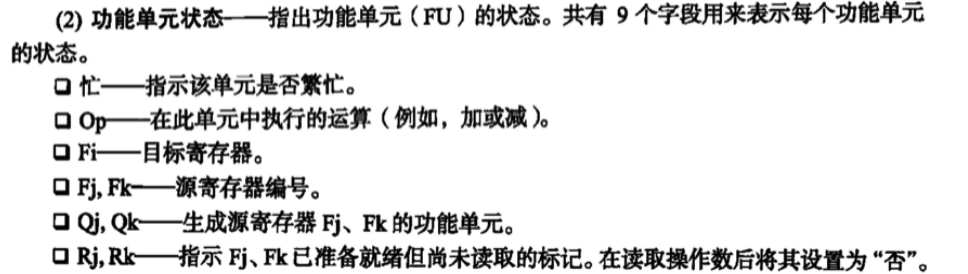 (2) 功能单元状态——指出功能单元（FU）的状态。共有 9 个字段用来表示每个功能单元
的状态。
❑ 忙——指示该单元是否繁忙。
❑ Op——在此单元中执行的运算（例如，加或减）。
❑ Fi——目标寄存器。
❑ Fj, Fk——源寄存器编号。
❑ Qj, Qk——生成源寄存器 Fj、Fk 的功能单元。
❑ Rj, Rk——指示 Fj、Fk 已准备就绪但尚未读取的标记。在读取操作数后将其设置为“否”。